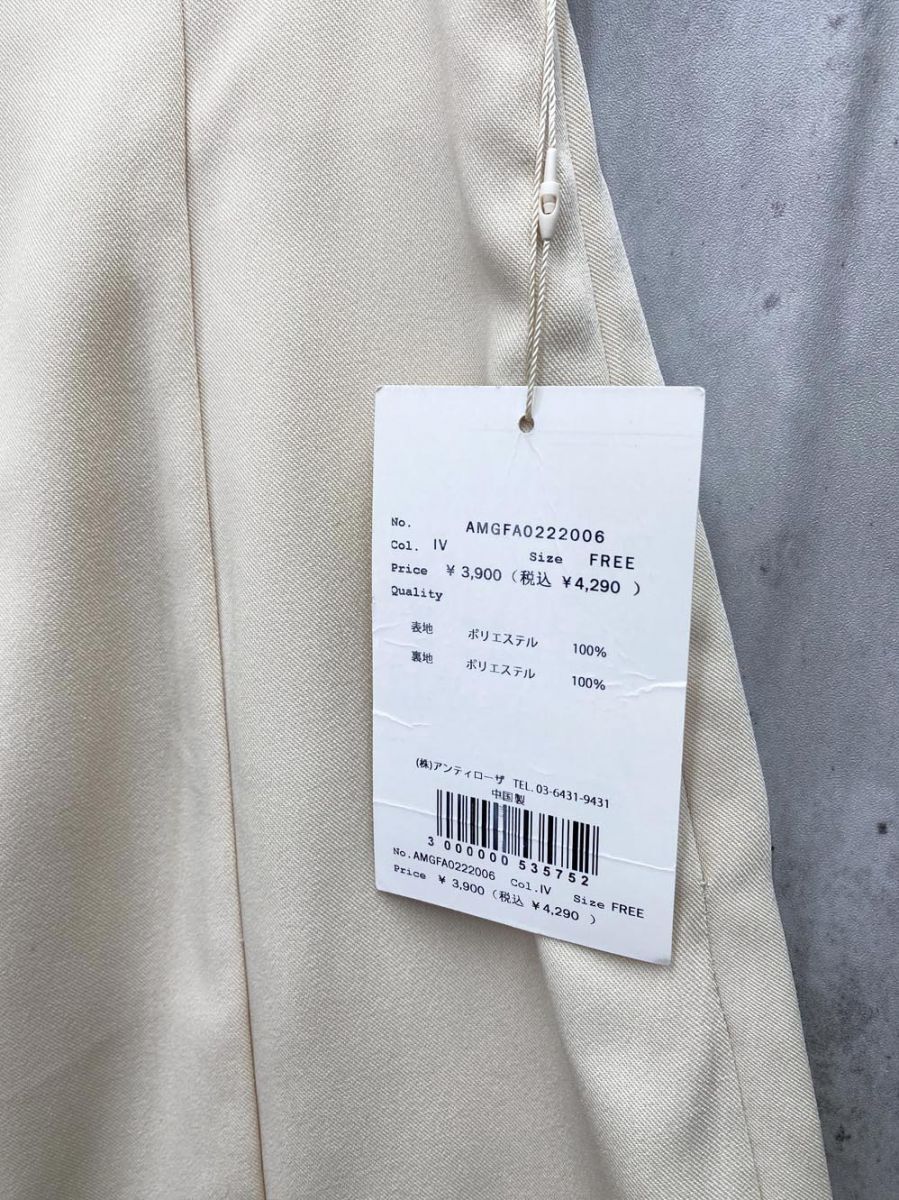 No. AMGFA0222006
Col. IV Size FREE
Price ¥ 3,900 (税込 ¥4,290 )
Quality
表地 ポリエステル 100%
裏地 ポリエステル 100%
(株)アンティローザ TEL. 03-6431-9431
中国製
3 000000 535752
No.AMGFA0222006 Col.IV Size FREE
Price ¥ 3,900 (税込 ¥4,290 )